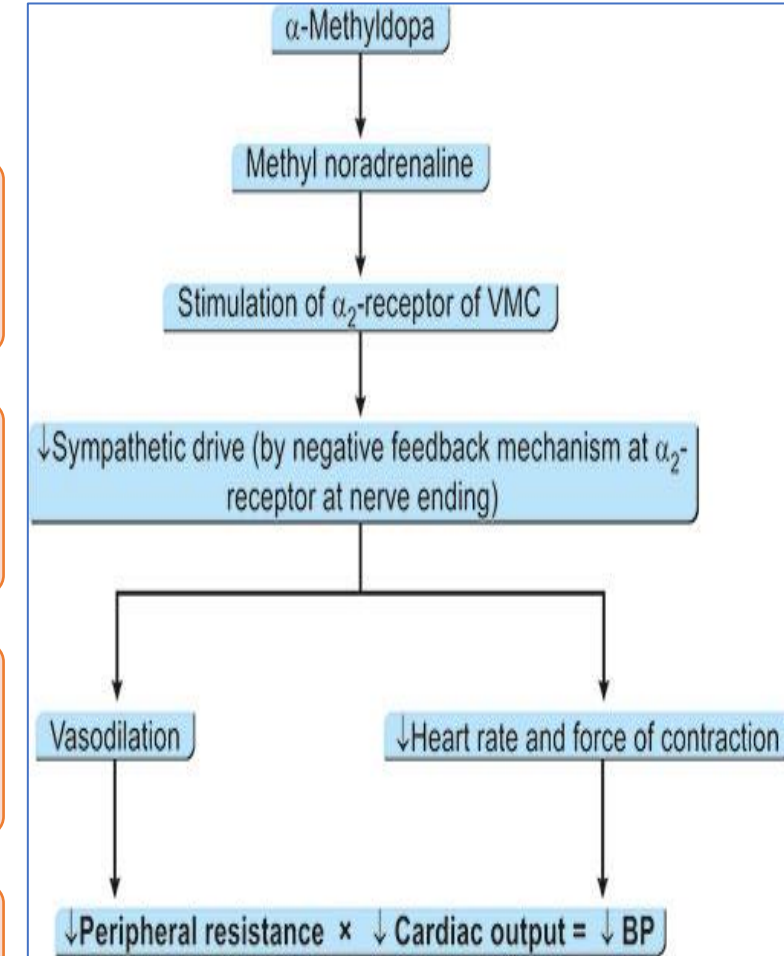 α-Methyldopa
Methyl noradrenaline
Stimulation of α₂-receptor of VMC
↓Sympathetic drive (by negative feedback mechanism at α₂-
receptor at nerve ending)
Vasodilation
↓Heart rate and force of contraction
↓Peripheral resistance × ↓ Cardiac output = ↓ BP